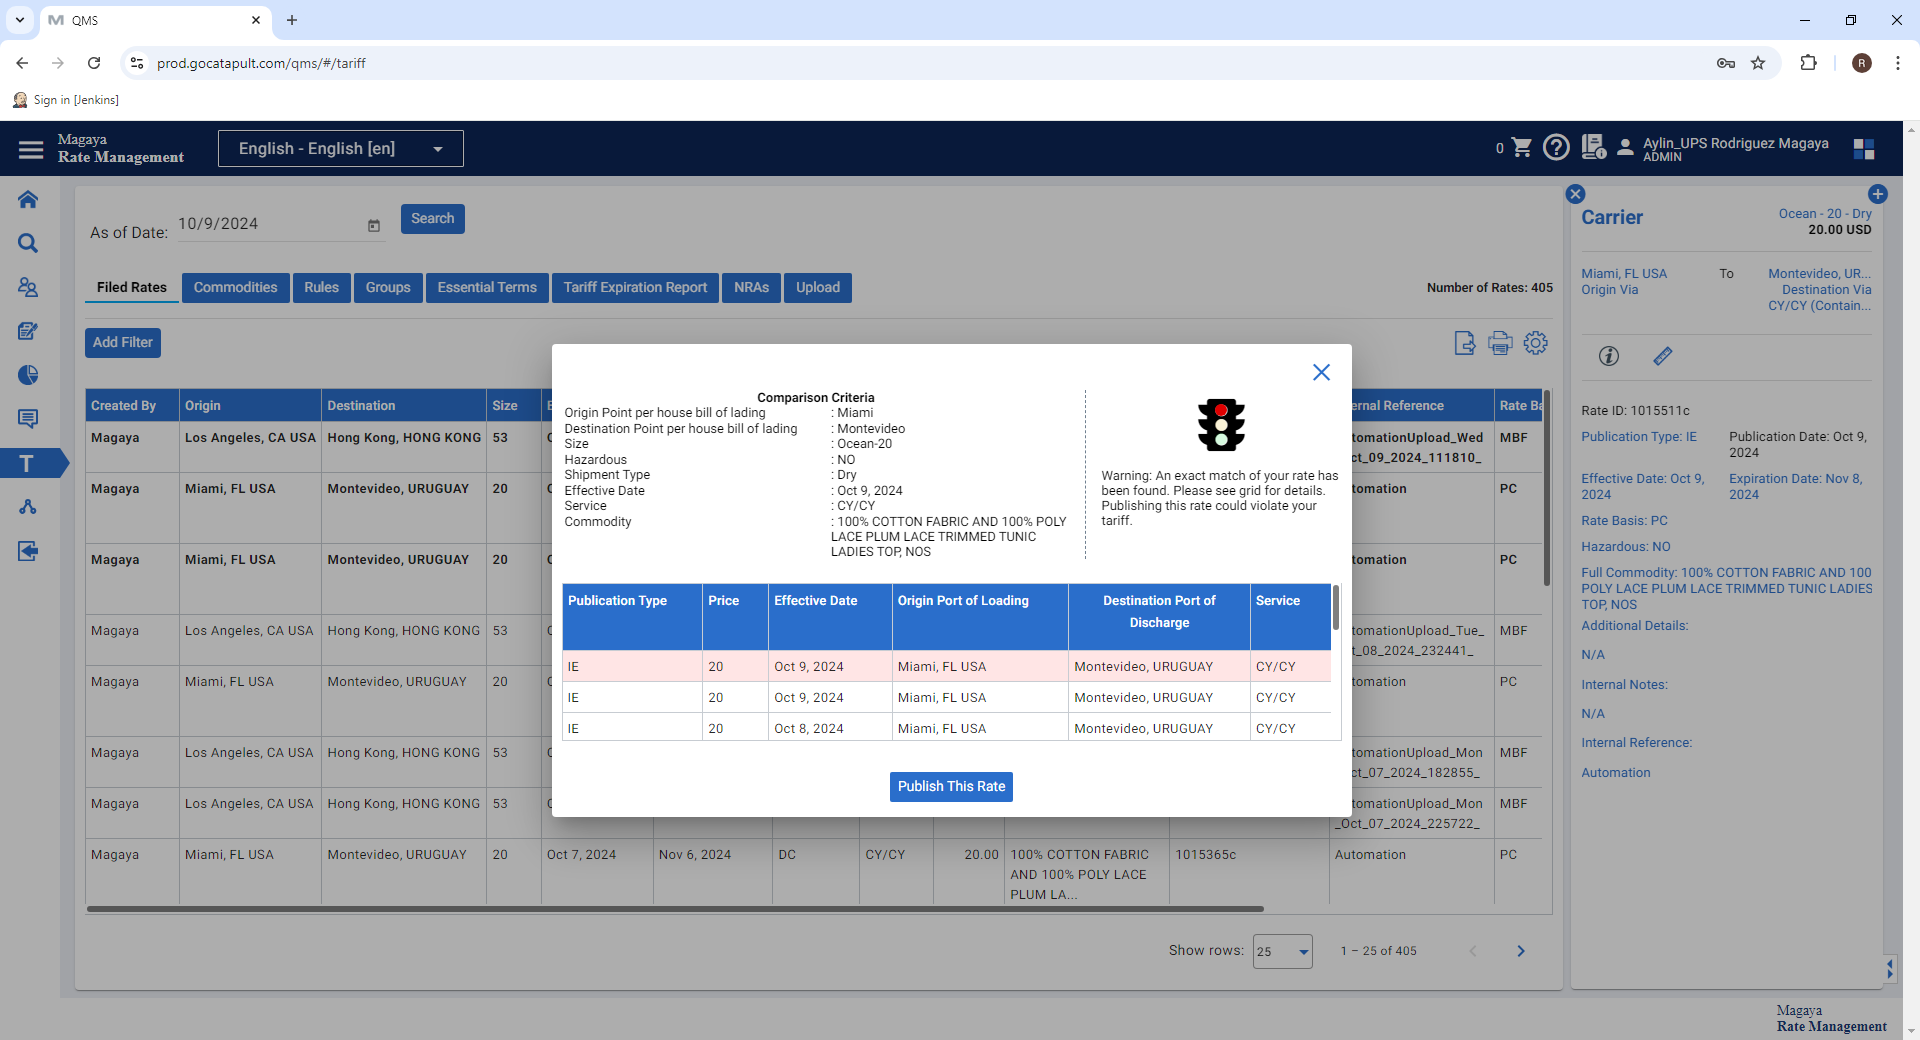 QMS
prod.gocatapult.com/qms/#/tariff
R
Sign in [Jenkins]
Magaya
Rate Management
English - English [en]
0
Aylin_UPS Rodriguez Magaya
ADMIN
As of Date:
10/9/2024
Search
Filed Rates
Commodities
Rules
Groups
Essential Terms
Tariff Expiration Report
NRAs
Upload
Number of Rates: 405
Add Filter
Created By Origin Destination Size
Internal Reference Rate Ba
Magaya Los Angeles, CA USA Hong Kong, HONG KONG 53
tomationUpload_Wed MBF
ct_09_2024_111810_
Magaya Miami, FL USA Montevideo, URUGUAY 20
tomation PC
Magaya Miami, FL USA Montevideo, URUGUAY 20
tomation PC
Magaya Los Angeles, CA USA Hong Kong, HONG KONG 53
tomationUpload_Tue_ MBF
t_08_2024_232441_
Magaya Miami, FL USA Montevideo, URUGUAY 20
tomation PC
Magaya Los Angeles, CA USA Hong Kong, HONG KONG 53
tomationUpload_Mon MBF
ct_07_2024_182855_
Magaya Los Angeles, CA USA Hong Kong, HONG KONG 53
tomationUpload_Mon MBF
_Oct_07_2024_225722_
Magaya Miami, FL USA Montevideo, URUGUAY 20 Oct 7, 2024 Nov 6, 2024 DC CY/CY 20.00 100% COTTON FABRIC 1015365c Automation PC
AND 100% POLY LACE
PLUM LA...
Show rows: 25 1 – 25 of 405
Comparison Criteria
Origin Point per house bill of lading : Miami
Destination Point per house bill of lading : Montevideo
Size : Ocean-20
Hazardous : NO
Shipment Type : Dry
Effective Date : Oct 9, 2024
Service : CY/CY
Commodity : 100% COTTON FABRIC AND 100% POLY
LACE PLUM LACE TRIMMED TUNIC
LADIES TOP, NOS
Warning: An exact match of your rate has
been found. Please see grid for details.
Publishing this rate could violate your
tariff.
Publication Type Price Effective Date Origin Port of Loading Destination Port of Service
Discharge
IE 20 Oct 9, 2024 Miami, FL USA Montevideo, URUGUAY CY/CY
IE 20 Oct 9, 2024 Miami, FL USA Montevideo, URUGUAY CY/CY
IE 20 Oct 8, 2024 Miami, FL USA Montevideo, URUGUAY CY/CY
Publish This Rate
Carrier
Ocean - 20 - Dry
20.00 USD
Miami, FL USA To Montevideo, UR...
Origin Via Destination Via
CY/CY (Contain...
Rate ID: 1015511c
Publication Type: IE Publication Date: Oct 9,
2024
Effective Date: Oct 9, Expiration Date: Nov 8,
2024 2024
Rate Basis: PC
Hazardous: NO
Full Commodity: 100% COTTON FABRIC AND 100
POLY LACE PLUM LACE TRIMMED TUNIC LADIES
TOP, NOS
Additional Details:
N/A
Internal Notes:
N/A
Internal Reference:
Automation
T
Magaya
Rate Management